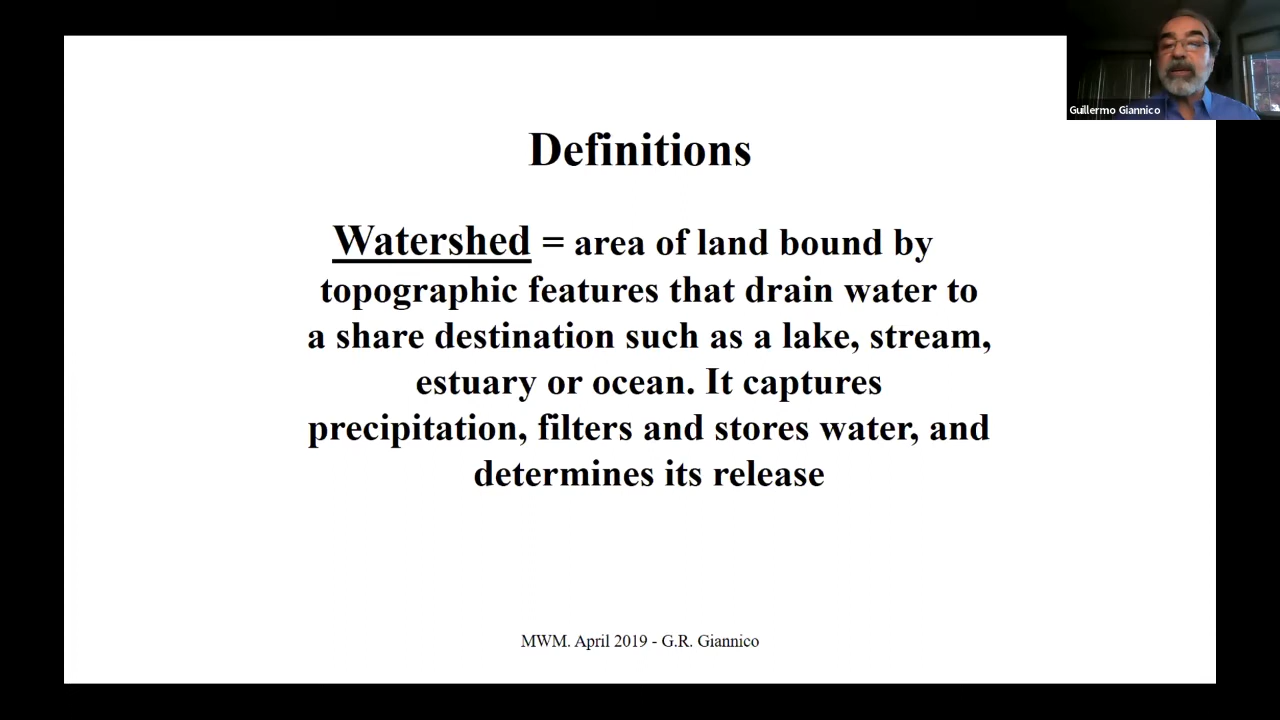 Guillermo Giannico
Definitions
Watershed = area of land bound by
topographic features that drain water to
a share destination such as a lake, stream,
estuary or ocean. It captures
precipitation, filters and stores water, and
determines its release
MWM. April 2019 - G.R. Giannico